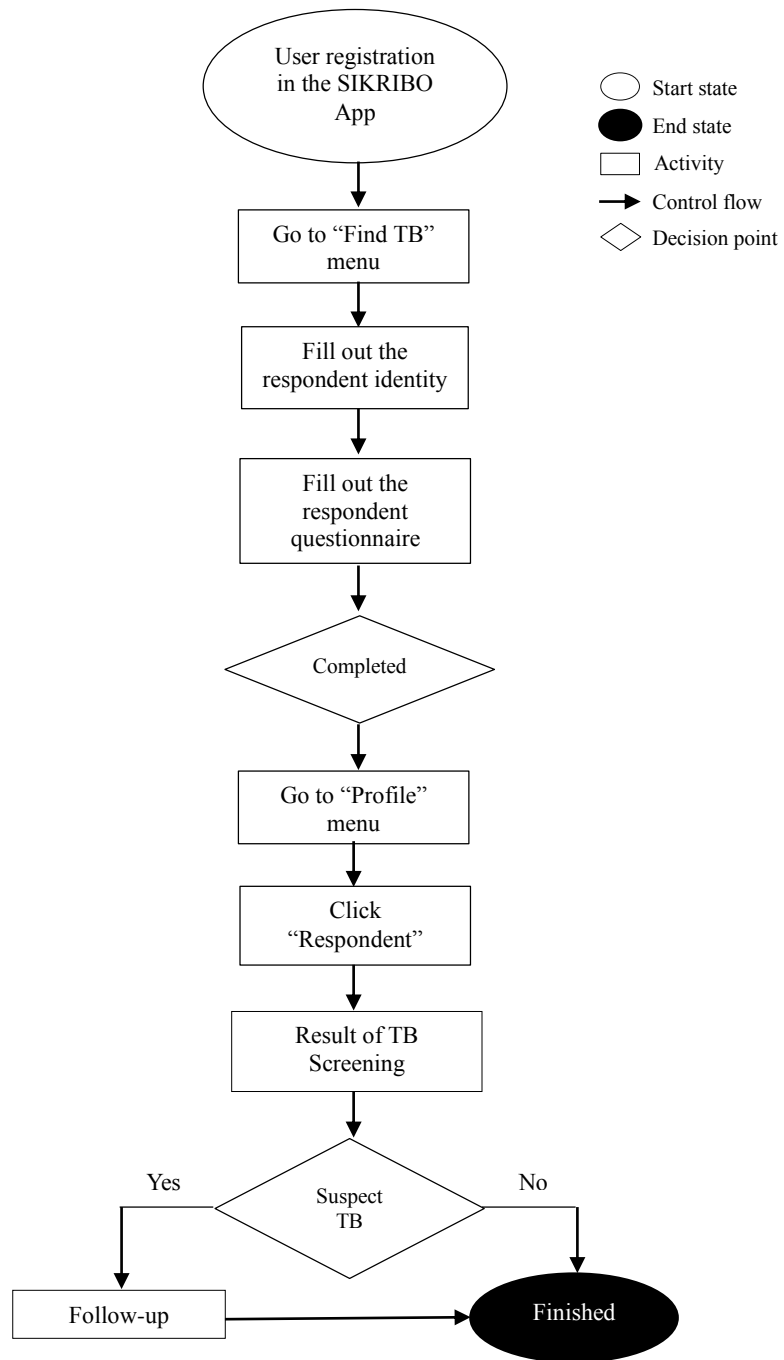 User registration
in the SIKRIBO
App
Start state
End state
Activity
Control flow
Decision point
Go to “Find TB”
menu
Fill out the
respondent identity
Fill out the
respondent
questionnaire
Completed
Go to “Profile”
menu
Click
“Respondent”
Result of TB
Screening
Yes
Suspect
TB
No
Follow-up
Finished